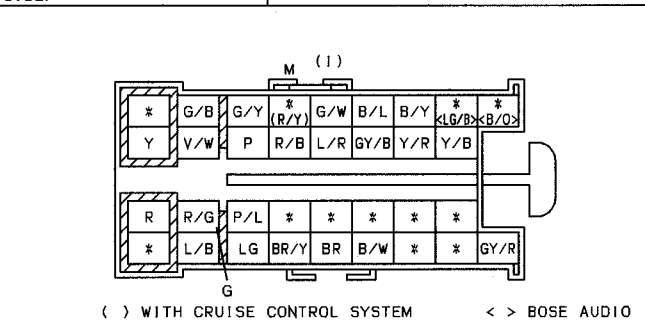 M (I)
* G/B G/Y * (R/Y) G/W B/L B/Y * <LG/B> * <B/O>
Y V/W P R/B L/R GY/B Y/R Y/B
R R/G P/L * * * * *
* L/B LG BR/Y BR B/W * * GY/R
G
( ) WITH CRUISE CONTROL SYSTEM < > BOSE AUDIO